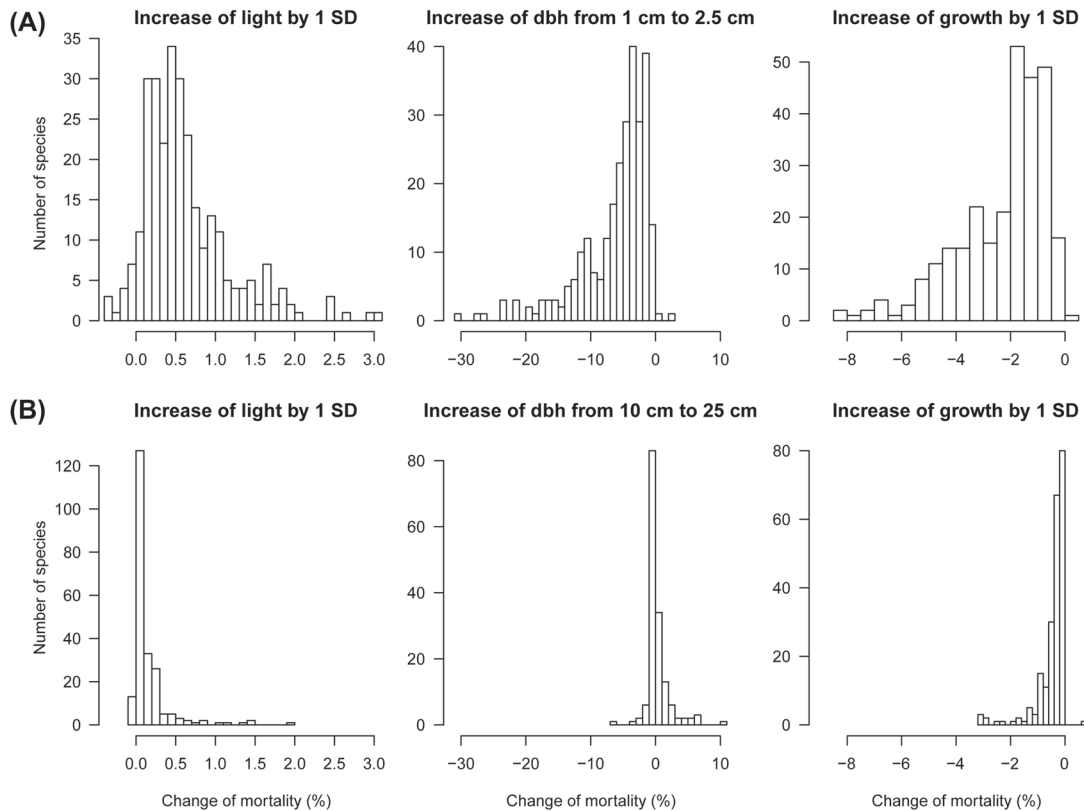 (A)
Increase of light by 1 SD
Increase of dbh from 1 cm to 2.5 cm
Increase of growth by 1 SD
Number of species
35
30
25
20
15
10
5
0
0.0 0.5 1.0 1.5 2.0 2.5 3.0
40
30
20
10
0
−30 −20 −10 0 10
50
40
30
20
10
0
−8 −6 −4 −2 0
(B)
Increase of light by 1 SD
Increase of dbh from 10 cm to 25 cm
Increase of growth by 1 SD
Number of species
120
100
80
60
40
20
0
0.0 0.5 1.0 1.5 2.0 2.5 3.0
Change of mortality (%)
80
60
40
20
0
−30 −20 −10 0 10
Change of mortality (%)
80
60
40
20
0
−8 −6 −4 −2 0
Change of mortality (%)